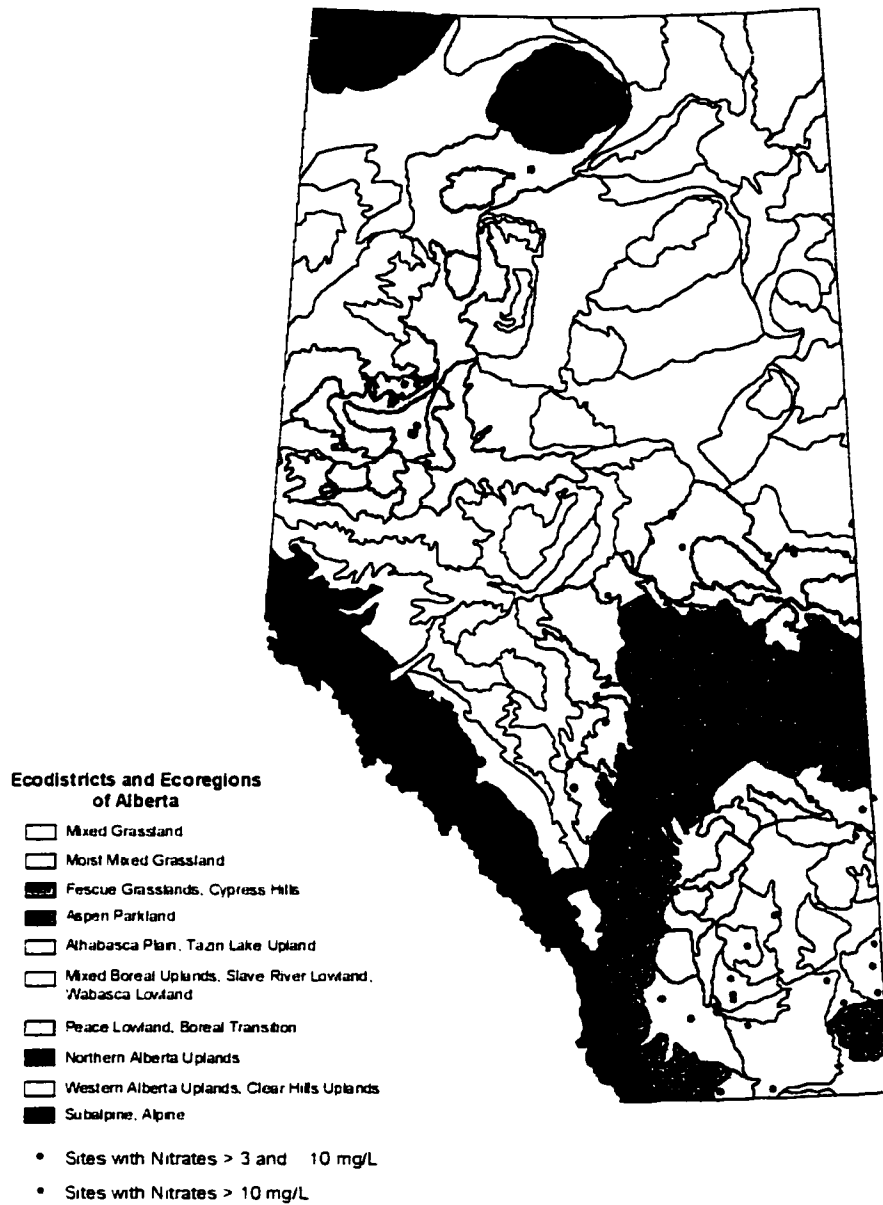 Ecodistricts and Ecoregions
of Alberta
Mixed Grassland
Moist Mixed Grassland
Fescue Grasslands, Cypress Hills
Aspen Parkland
Athabasca Plain, Tazin Lake Upland
Mixed Boreal Uplands, Slave River Lowland,
Wabasca Lowland
Peace Lowland, Boreal Transition
Northern Alberta Uplands
Western Alberta Uplands, Clear Hills Uplands
Subalpine, Alpine
• Sites with Nitrates > 3 and 10 mg/L
• Sites with Nitrates > 10 mg/L